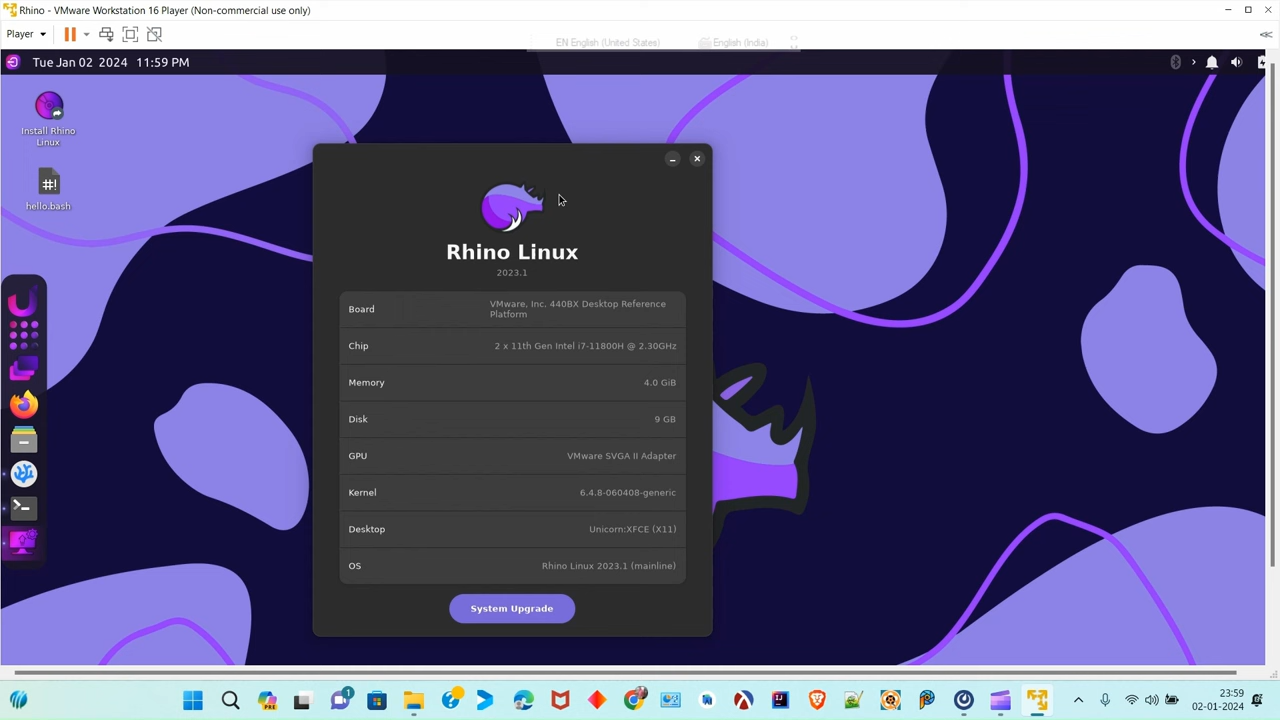 Rhino - VMware Workstation 16 Player (Non-commercial use only)
Player
EN English (United States)
English (India)
Tue Jan 02 2024 11:59 PM
Install Rhino
Linux
#!
hello.bash
Rhino Linux
2023.1
Board
VMware, Inc. 440BX Desktop Reference
Platform
Chip
2 x 11th Gen Intel i7-11800H @ 2.30GHz
Memory
4.0 GiB
Disk
9 GB
GPU
VMware SVGA II Adapter
Kernel
6.4.8-060408-generic
Desktop
Unicorn:XFCE (X11)
OS
Rhino Linux 2023.1 (mainline)
System Upgrade
PRE
1
23:59
02-01-2024